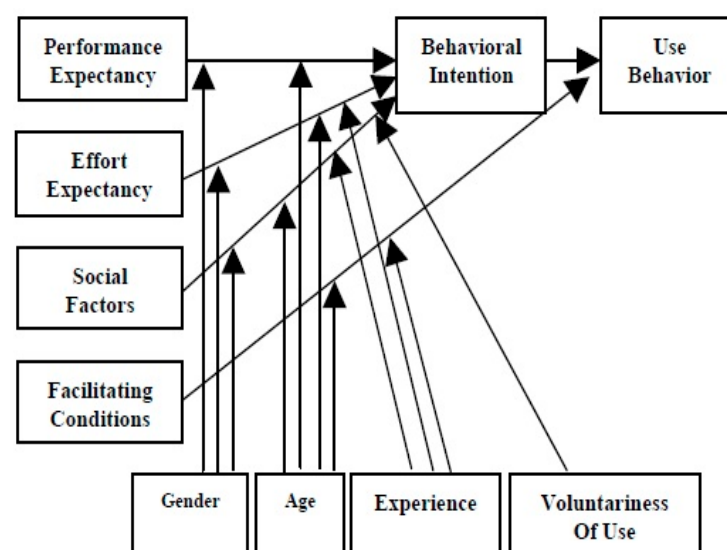 Performance
Expectancy
Behavioral
Intention
Use
Behavior
Effort
Expectancy
Social
Factors
Facilitating
Conditions
Gender
Age
Experience
Voluntariness
Of Use